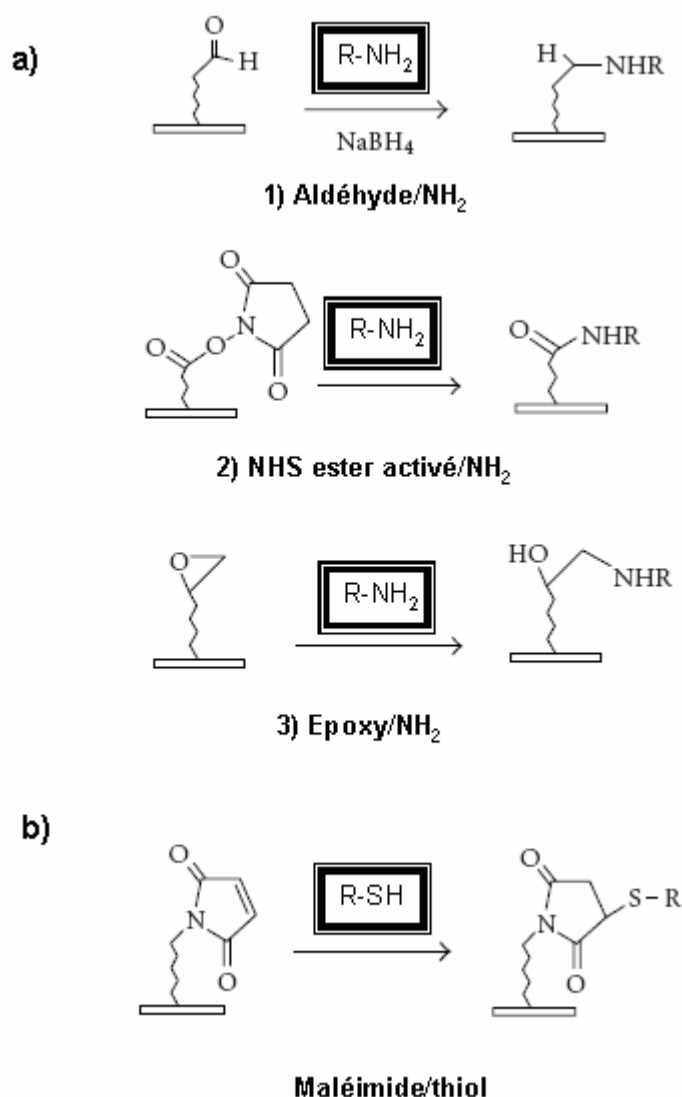 a)
O
H
R-NH₂
NaBH₄
H
NHR
1) Aldéhyde/NH₂
O
N
O
O
O
R-NH₂
O
NHR
2) NHS ester activé/NH₂
O
R-NH₂
HO
NHR
3) Epoxy/NH₂
b)
O
N
O
R-SH
O
N
O
S–R
Maléimide/thiol